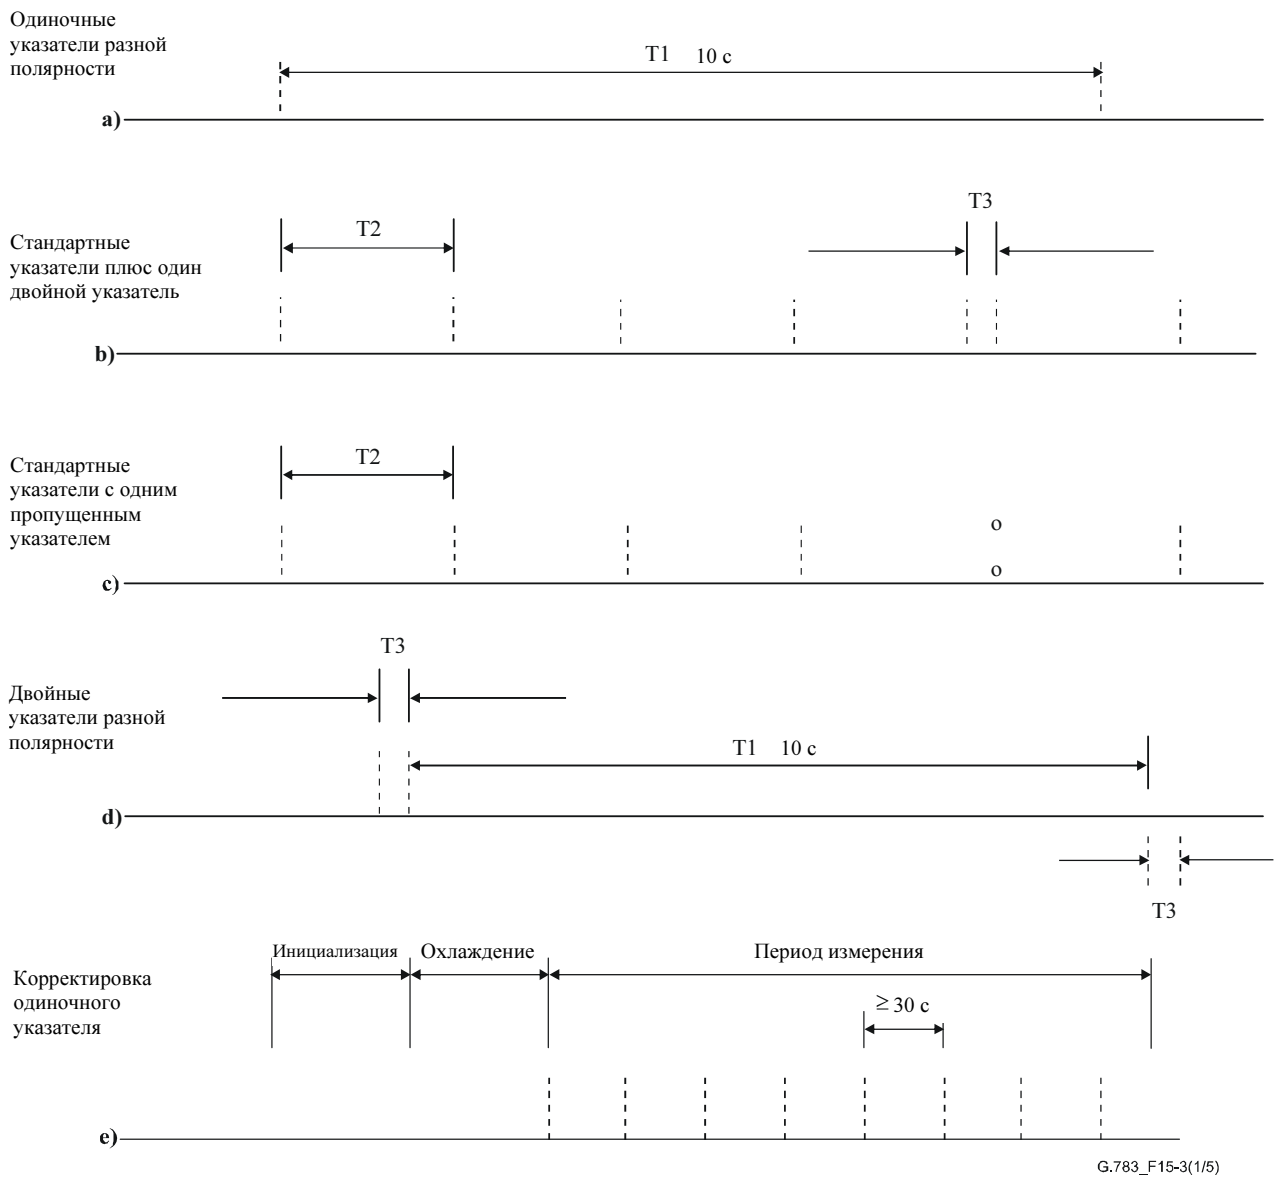 Одиночные
указатели разной
полярности
T1 10 с
a)
Стандартные
указатели плюс один
двойной указатель
T2
T3
b)
Стандартные
указатели с одним
пропущенным
указателем
T2
o
o
c)
Двойные
указатели разной
полярности
T3
T1 10 с
d)
T3
Корректировка
одиночного
указателя
Инициализация
Охлаждение
Период измерения
≥ 30 с
e)
G.783_F15-3(1/5)